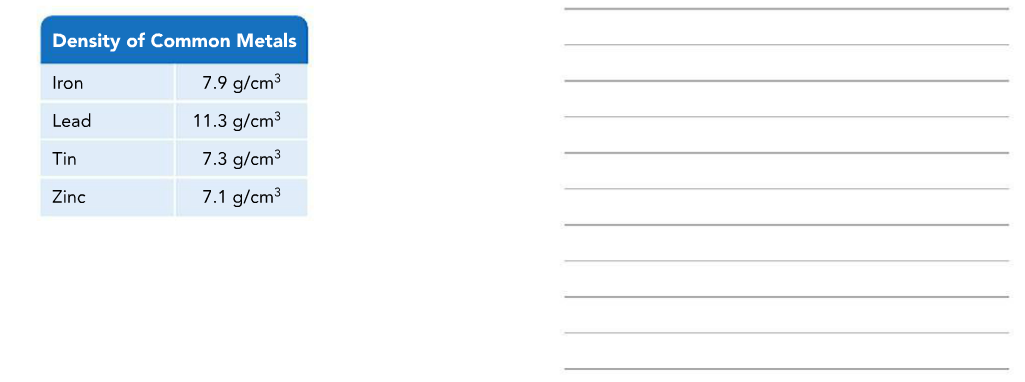 Density of Common Metals
Iron 7.9 g/cm³
Lead 11.3 g/cm³
Tin 7.3 g/cm³
Zinc 7.1 g/cm³